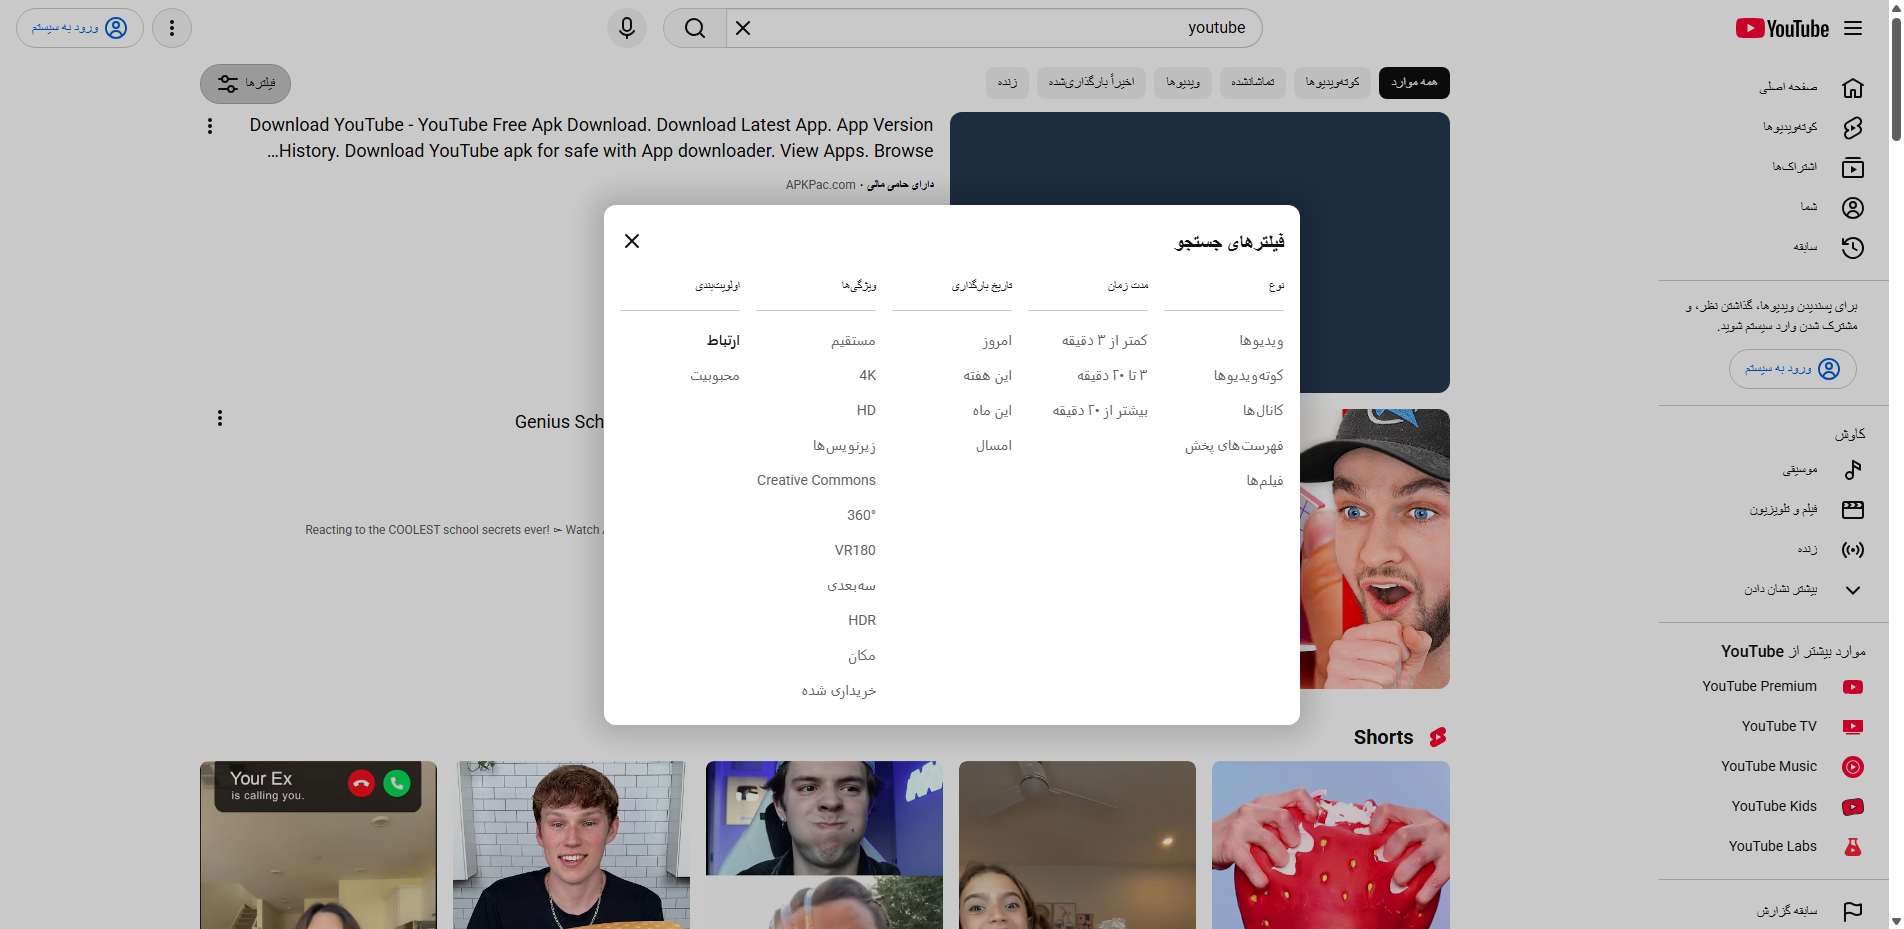 YouTube
youtube
ورود به سیستم
صفحه اصلی
کوته‌ویدیوها
اشتراک‌ها
شما
سابقه
برای پسندیدن ویدیوها، گذاشتن نظر، و
مشترک شدن وارد سیستم شوید.
ورود به سیستم
کاوش
موسیقی
فیلم و تلویزیون
زنده
بیشتر نشان دادن
موارد بیشتر از YouTube
YouTube Premium
YouTube TV
YouTube Music
YouTube Kids
YouTube Labs
سابقه گزارش
همه موارد
کوته‌ویدیوها
تماشانشده
ویدیوها
اخیراً بارگذاری‌شده
زنده
فیلترها
Download YouTube - YouTube Free Apk Download. Download Latest App. App Version
History. Download YouTube apk for safe with App downloader. View Apps. Browse...
دارای حامی مالی • APKPac.com
فیلترهای جستجو
نوع
ویدیوها
کوته‌ویدیوها
کانال‌ها
فهرست‌های پخش
فیلم‌ها
مدت زمان
کمتر از ۳ دقیقه
۳ تا ۲۰ دقیقه
بیشتر از ۲۰ دقیقه
تاریخ بارگذاری
امروز
این هفته
این ماه
امسال
ویژگی‌ها
مستقیم
4K
HD
زیرنویس‌ها
Creative Commons
360°
VR180
سه‌بعدی
HDR
مکان
خریداری شده
اولویت‌بندی
ارتباط
محبوبیت
Genius Sch
Reacting to the COOLEST school secrets ever! ➣ Watch
Shorts
Your Ex
is calling you.